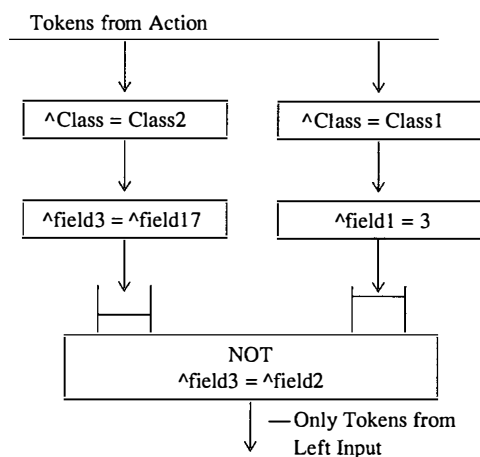 Tokens from Action
^Class = Class2
^Class = Class1
^field3 = ^field17
^field1 = 3
NOT
^field3 = ^field2
—Only Tokens from
Left Input